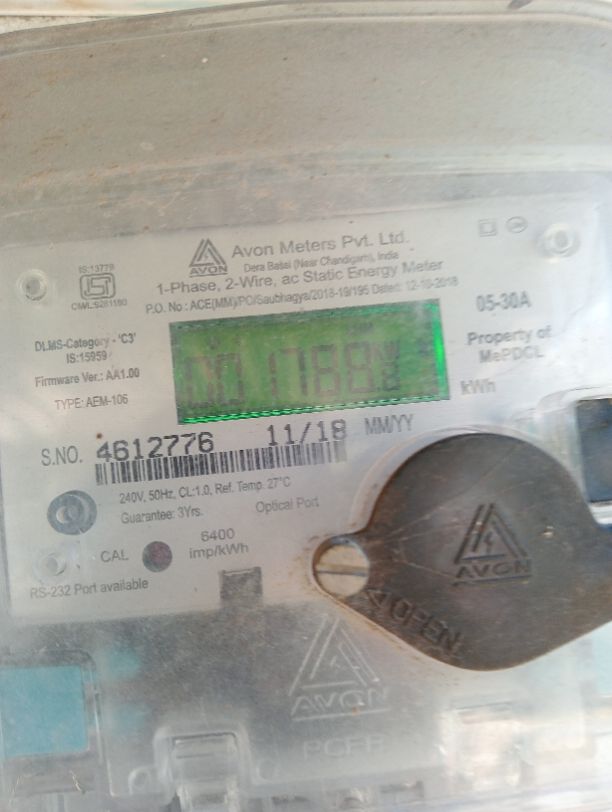 AVON
Avon Meters Pvt. Ltd.
Dera Bassi (Near Chandigarh), India
1-Phase, 2-Wire, ac Static Energy Meter
P.O. No: ACE(MM)/PO/Saubhagya/2018-19/195 Dated: 12-10-2018
IS:13779
ISI
05-30A
DLMS-Category - 'C3'
IS:15959
Firmware Ver.: AA1.00
TYPE: AEM-106
Property of
MePDCL
001788
kWh
S.NO. 4612776 11/18 MM/YY
240V, 50Hz, CL:1.0, Ref. Temp. 27°C
Guarantee: 3Yrs.
Optical Port
CAL
6400
imp/kWh
RS-232 Port available
AVON
OPEN
AVON